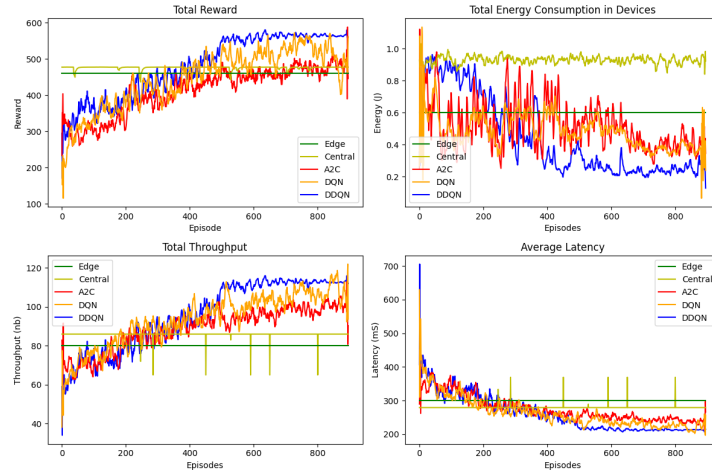 Total Reward
600
500
400
300
200
100
Reward
0
200
400
600
800
Episode
Edge
Central
A2C
DQN
DDQN
Total Energy Consumption in Devices
1.0
0.8
0.6
0.4
0.2
Energy (J)
0
200
400
600
800
Episodes
Edge
Central
A2C
DQN
DDQN
Total Throughput
120
100
80
60
40
Throughput (nb)
0
200
400
600
800
Episodes
Edge
Central
A2C
DQN
DDQN
Average Latency
700
600
500
400
300
200
Latency (mS)
0
200
400
600
800
Episodes
Edge
Central
A2C
DQN
DDQN